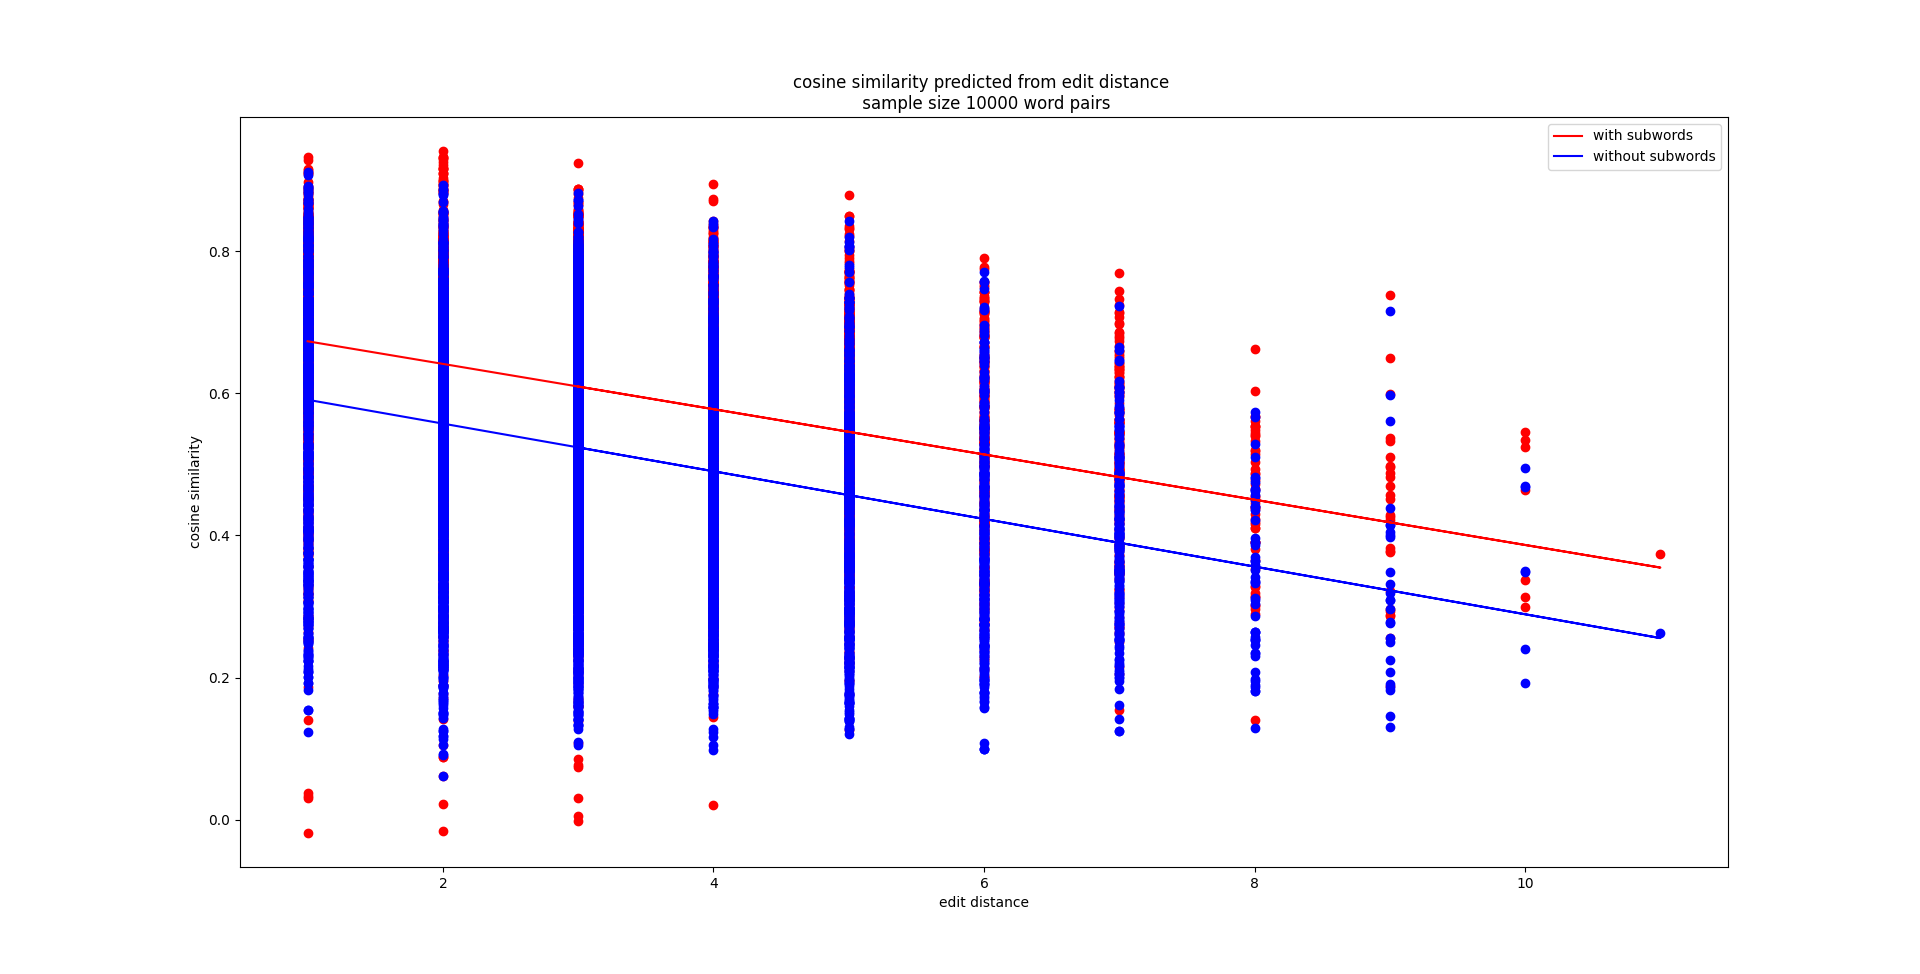 cosine similarity predicted from edit distance
sample size 10000 word pairs
with subwords
without subwords
0.8
0.6
0.4
0.2
0.0
cosine similarity
2
4
6
8
10
edit distance